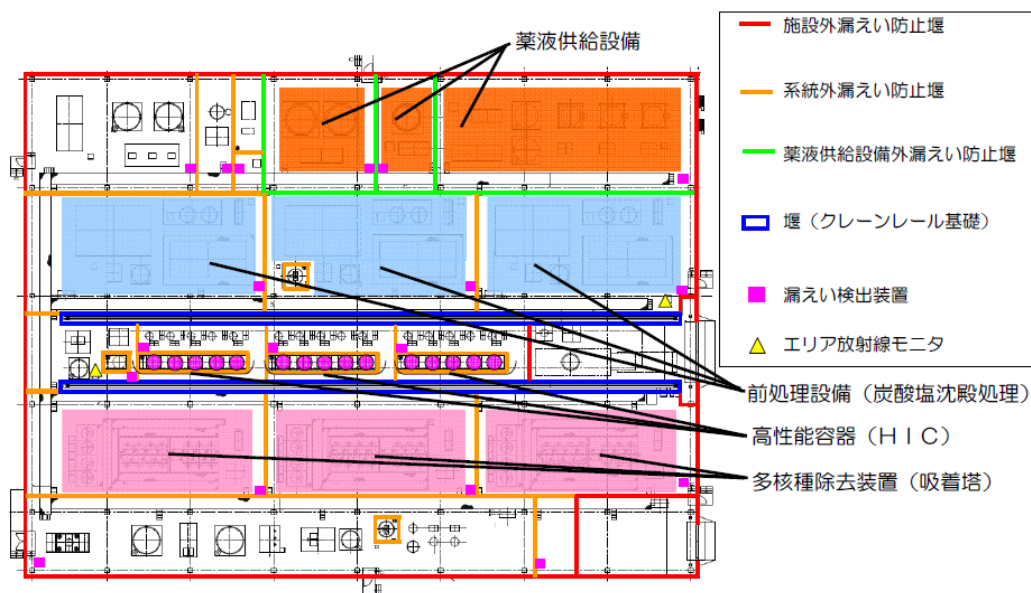 薬液供給設備
施設外漏えい防止堰
系統外漏えい防止堰
薬液供給設備外漏えい防止堰
堰（クレーンレール基礎）
漏えい検出装置
エリア放射線モニタ
前処理設備（炭酸塩沈殿処理）
高性能容器（ＨＩＣ）
多核種除去装置（吸着塔）